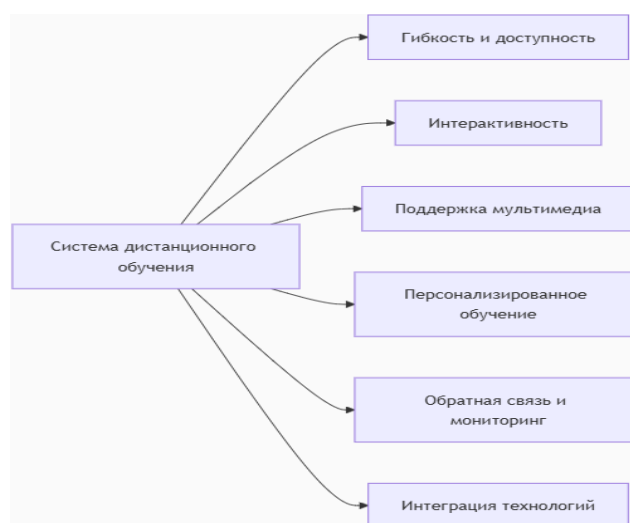 Гибкость и доступность
Интерактивность
Поддержка мультимедиа
Система дистанционного
обучения
Персонализированное
обучение
Обратная связь и
мониторинг
Интеграция технологий